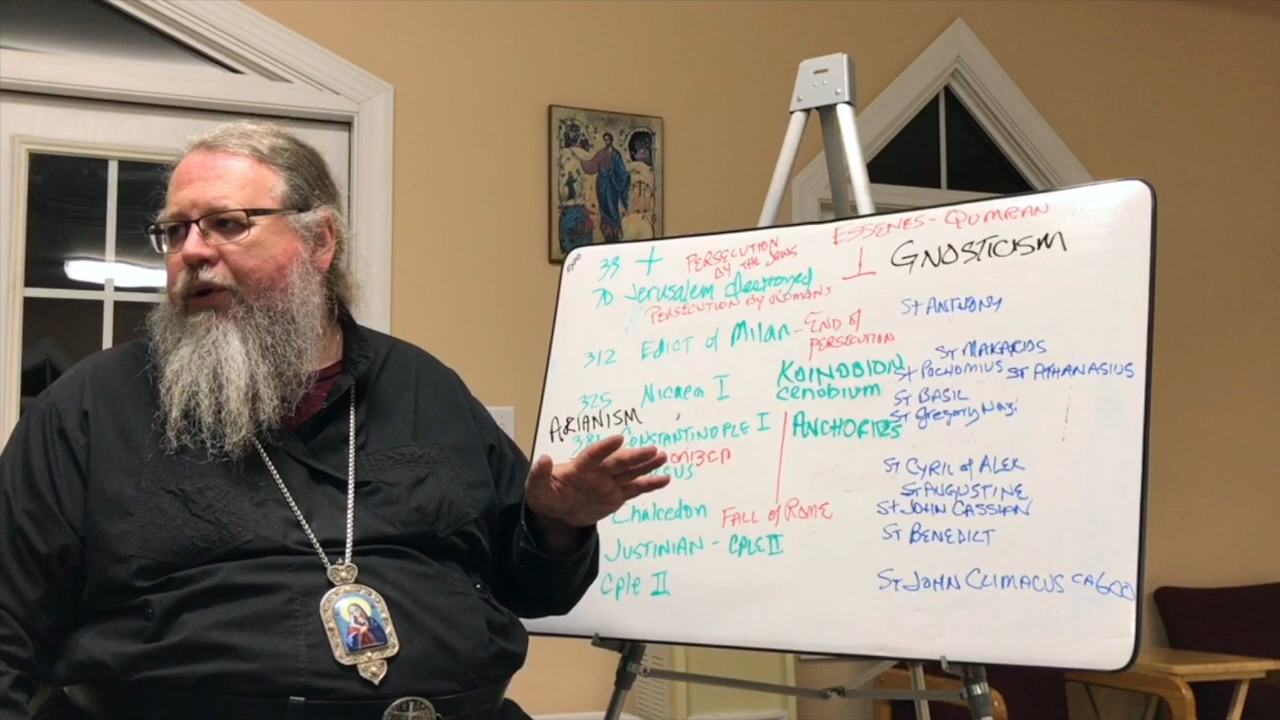 ESSENES - QUMRAN
33 + PERSECUTION
BY THE JEWS
⊥ GNOSTICISM
70 Jerusalem destroyed
PERSECUTION BY ROMANS
St ANTHONY
312 EDICT of Milan - END of
PERSECUTION
St MAKARIOS
KOINOBION St POCHOMIUS St ATHANASIUS
325 Nicaea I cenobium St BASIL
ARIANISM St Gregory Naz.
381 CONSTANTINOPLE I ANCHORITES
SUS
St CYRIL of ALEX
St AUGUSTINE
Chalcedon FALL of ROME St JOHN CASSIAN
JUSTINIAN - CPLE II St BENEDICT
Cple II St JOHN CLIMACUS CA 600